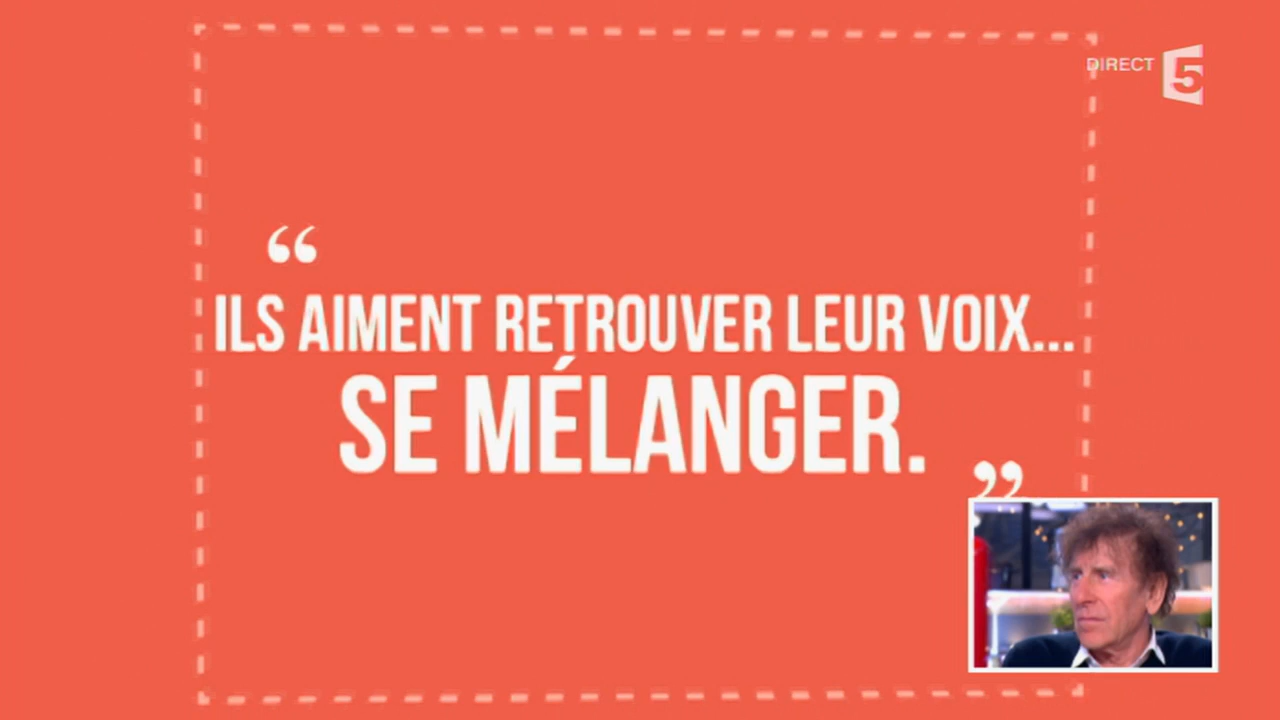 DIRECT 5
“
ILS AIMENT RETROUVER LEUR VOIX...
SE MÉLANGER.
”